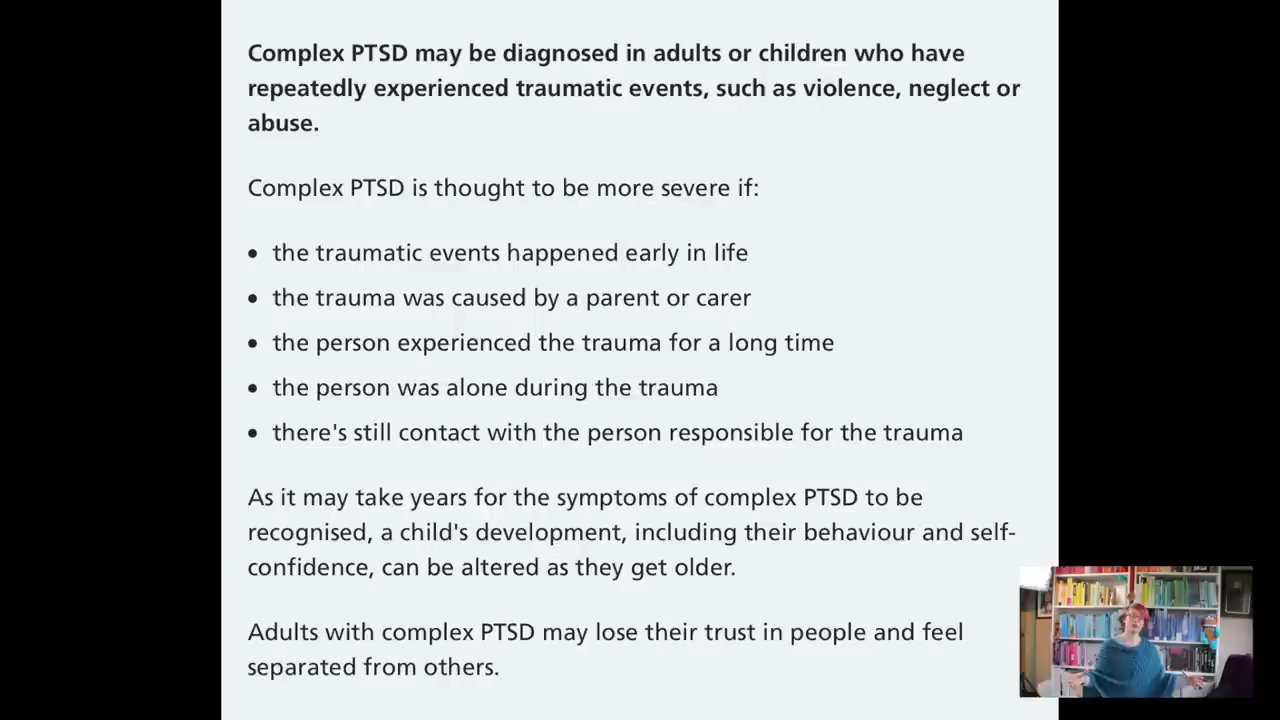 Complex PTSD may be diagnosed in adults or children who have
repeatedly experienced traumatic events, such as violence, neglect or
abuse.
Complex PTSD is thought to be more severe if:
• the traumatic events happened early in life
• the trauma was caused by a parent or carer
• the person experienced the trauma for a long time
• the person was alone during the trauma
• there's still contact with the person responsible for the trauma
As it may take years for the symptoms of complex PTSD to be
recognised, a child's development, including their behaviour and self-
confidence, can be altered as they get older.
Adults with complex PTSD may lose their trust in people and feel
separated from others.